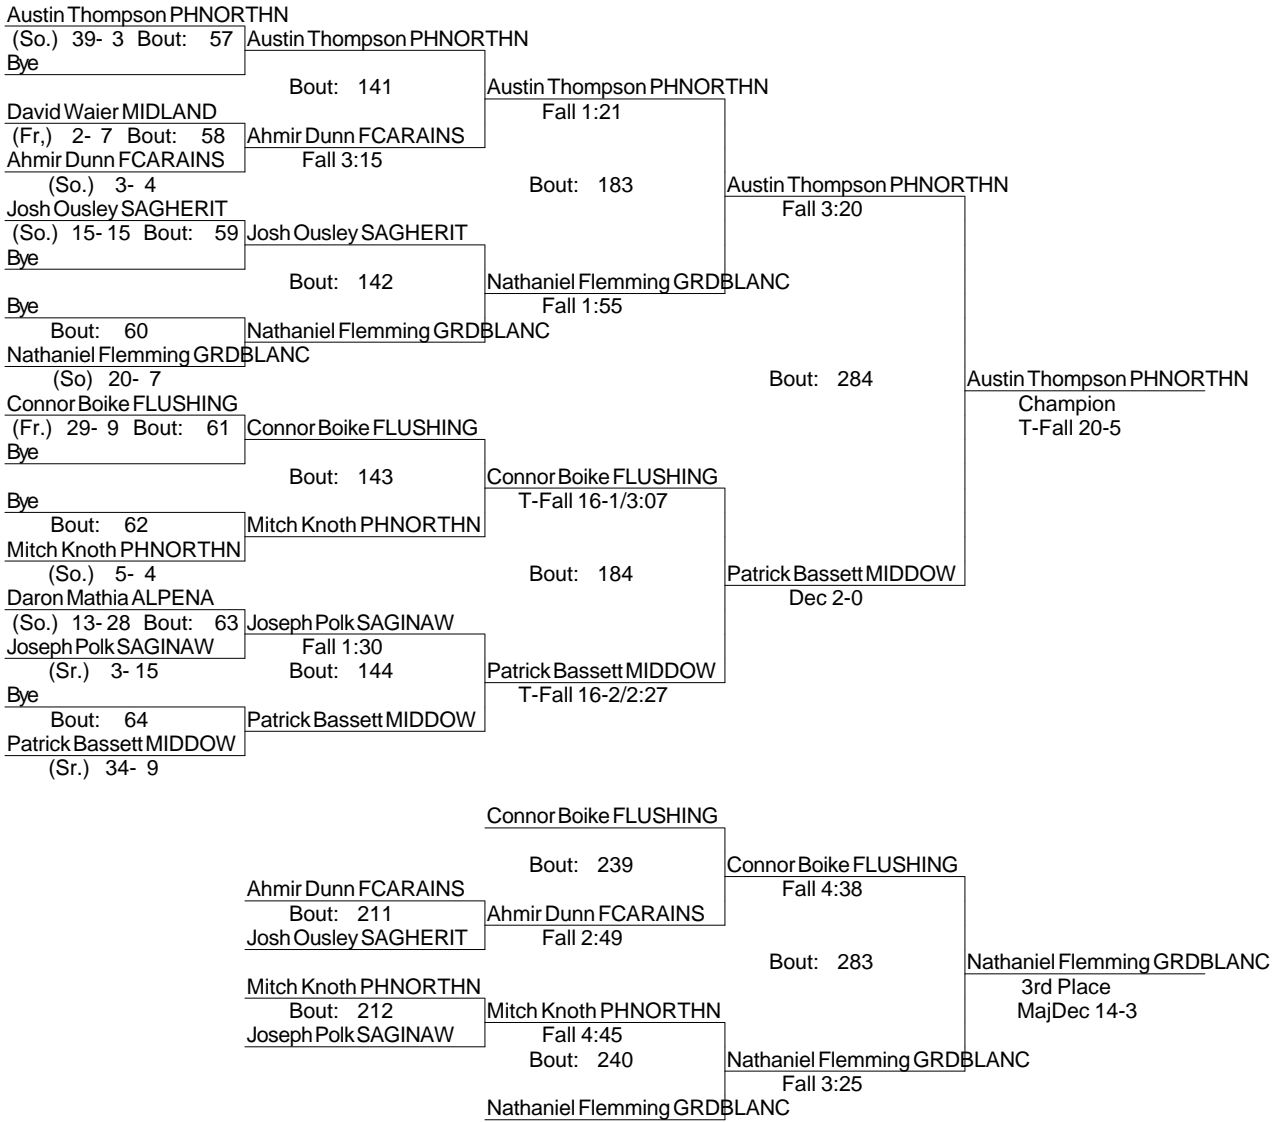 Austin Thompson PHNORTHN
(So.) 39- 3 Bout: 57 Austin Thompson PHNORTHN
Bye
Bout: 141 Austin Thompson PHNORTHN
David Waier MIDLAND Fall 1:21
(Fr,) 2- 7 Bout: 58 Ahmir Dunn FCARAINS
Ahmir Dunn FCARAINS Fall 3:15
(So.) 3- 4 Bout: 183 Austin Thompson PHNORTHN
Josh Ousley SAGHERIT Fall 3:20
(So.) 15- 15 Bout: 59 Josh Ousley SAGHERIT
Bye
Bout: 142 Nathaniel Flemming GRDBLANC
Bye Fall 1:55
Bout: 60 Nathaniel Flemming GRDBLANC
Nathaniel Flemming GRDBLANC
(So) 20- 7 Bout: 284 Austin Thompson PHNORTHN
Connor Boike FLUSHING Champion
(Fr.) 29- 9 Bout: 61 Connor Boike FLUSHING T-Fall 20-5
Bye
Bout: 143 Connor Boike FLUSHING
Bye T-Fall 16-1/3:07
Bout: 62 Mitch Knoth PHNORTHN
Mitch Knoth PHNORTHN
(So.) 5- 4 Bout: 184 Patrick Bassett MIDDOW
Daron Mathia ALPENA Dec 2-0
(So.) 13- 28 Bout: 63 Joseph Polk SAGINAW
Joseph Polk SAGINAW Fall 1:30
(Sr.) 3- 15 Bout: 144 Patrick Bassett MIDDOW
Bye T-Fall 16-2/2:27
Bout: 64 Patrick Bassett MIDDOW
Patrick Bassett MIDDOW
(Sr.) 34- 9
Connor Boike FLUSHING
Bout: 239 Connor Boike FLUSHING
Ahmir Dunn FCARAINS Fall 4:38
Bout: 211 Ahmir Dunn FCARAINS
Josh Ousley SAGHERIT Fall 2:49
Bout: 283 Nathaniel Flemming GRDBLANC
Mitch Knoth PHNORTHN 3rd Place
Bout: 212 Mitch Knoth PHNORTHN MajDec 14-3
Joseph Polk SAGINAW Fall 4:45
Bout: 240 Nathaniel Flemming GRDBLANC
Fall 3:25
Nathaniel Flemming GRDBLANC